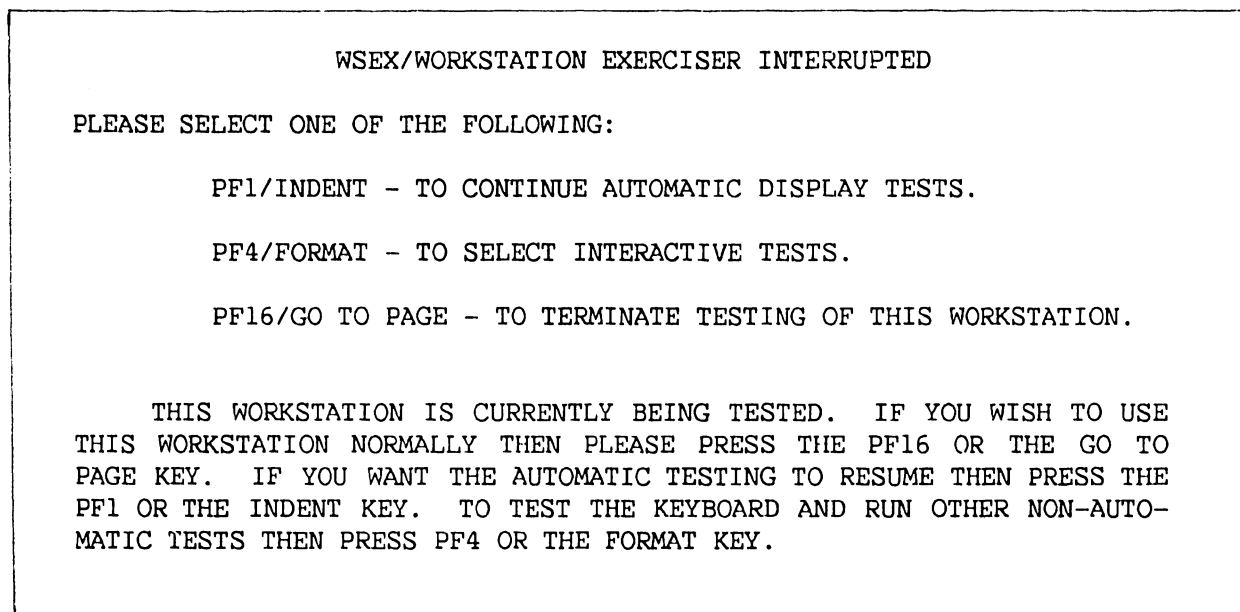 WSEX/WORKSTATION EXERCISER INTERRUPTED
PLEASE SELECT ONE OF THE FOLLOWING:
PF1/INDENT - TO CONTINUE AUTOMATIC DISPLAY TESTS.
PF4/FORMAT - TO SELECT INTERACTIVE TESTS.
PF16/GO TO PAGE - TO TERMINATE TESTING OF THIS WORKSTATION.
THIS WORKSTATION IS CURRENTLY BEING TESTED. IF YOU WISH TO USE
THIS WORKSTATION NORMALLY THEN PLEASE PRESS THE PF16 OR THE GO TO
PAGE KEY. IF YOU WANT THE AUTOMATIC TESTING TO RESUME THEN PRESS THE
PF1 OR THE INDENT KEY. TO TEST THE KEYBOARD AND RUN OTHER NON-AUTO-
MATIC TESTS THEN PRESS PF4 OR THE FORMAT KEY.